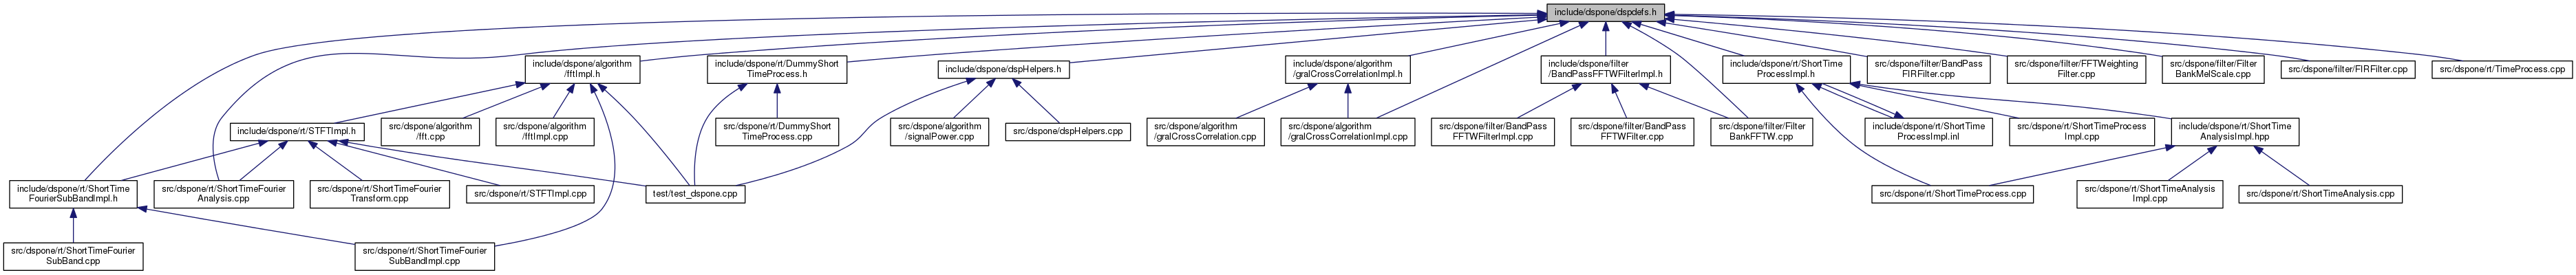 include/dspone/dspdefs.h
include/dspone/algorithm
/fftImpl.h
include/dspone/rt/DummyShort
TimeProcess.h
include/dspone/dspHelpers.h
include/dspone/algorithm
/gralCrossCorrelationImpl.h
include/dspone/filter
/BandPassFFTWFilterImpl.h
include/dspone/rt/ShortTime
ProcessImpl.h
src/dspone/filter/BandPass
FIRFilter.cpp
src/dspone/filter/FFTWeighting
Filter.cpp
src/dspone/filter/Filter
BankMelScale.cpp
src/dspone/filter/FIRFilter.cpp
src/dspone/rt/TimeProcess.cpp
include/dspone/rt/STFTImpl.h
src/dspone/algorithm
/fft.cpp
src/dspone/algorithm
/fftImpl.cpp
src/dspone/rt/DummyShort
TimeProcess.cpp
src/dspone/algorithm
/signalPower.cpp
src/dspone/dspHelpers.cpp
src/dspone/algorithm
/gralCrossCorrelation.cpp
src/dspone/algorithm
/gralCrossCorrelationImpl.cpp
src/dspone/filter/BandPass
FFTWFilterImpl.cpp
src/dspone/filter/BandPass
FFTWFilter.cpp
src/dspone/filter/Filter
BankFFTW.cpp
include/dspone/rt/ShortTime
ProcessImpl.inl
src/dspone/rt/ShortTimeProcess
Impl.cpp
include/dspone/rt/ShortTime
AnalysisImpl.hpp
include/dspone/rt/ShortTime
FourierSubBandImpl.h
src/dspone/rt/ShortTimeFourier
Analysis.cpp
src/dspone/rt/ShortTimeFourier
Transform.cpp
src/dspone/rt/STFTImpl.cpp
test/test_dspone.cpp
src/dspone/rt/ShortTimeProcess.cpp
src/dspone/rt/ShortTimeAnalysis
Impl.cpp
src/dspone/rt/ShortTimeAnalysis.cpp
src/dspone/rt/ShortTimeFourier
SubBand.cpp
src/dspone/rt/ShortTimeFourier
SubBandImpl.cpp